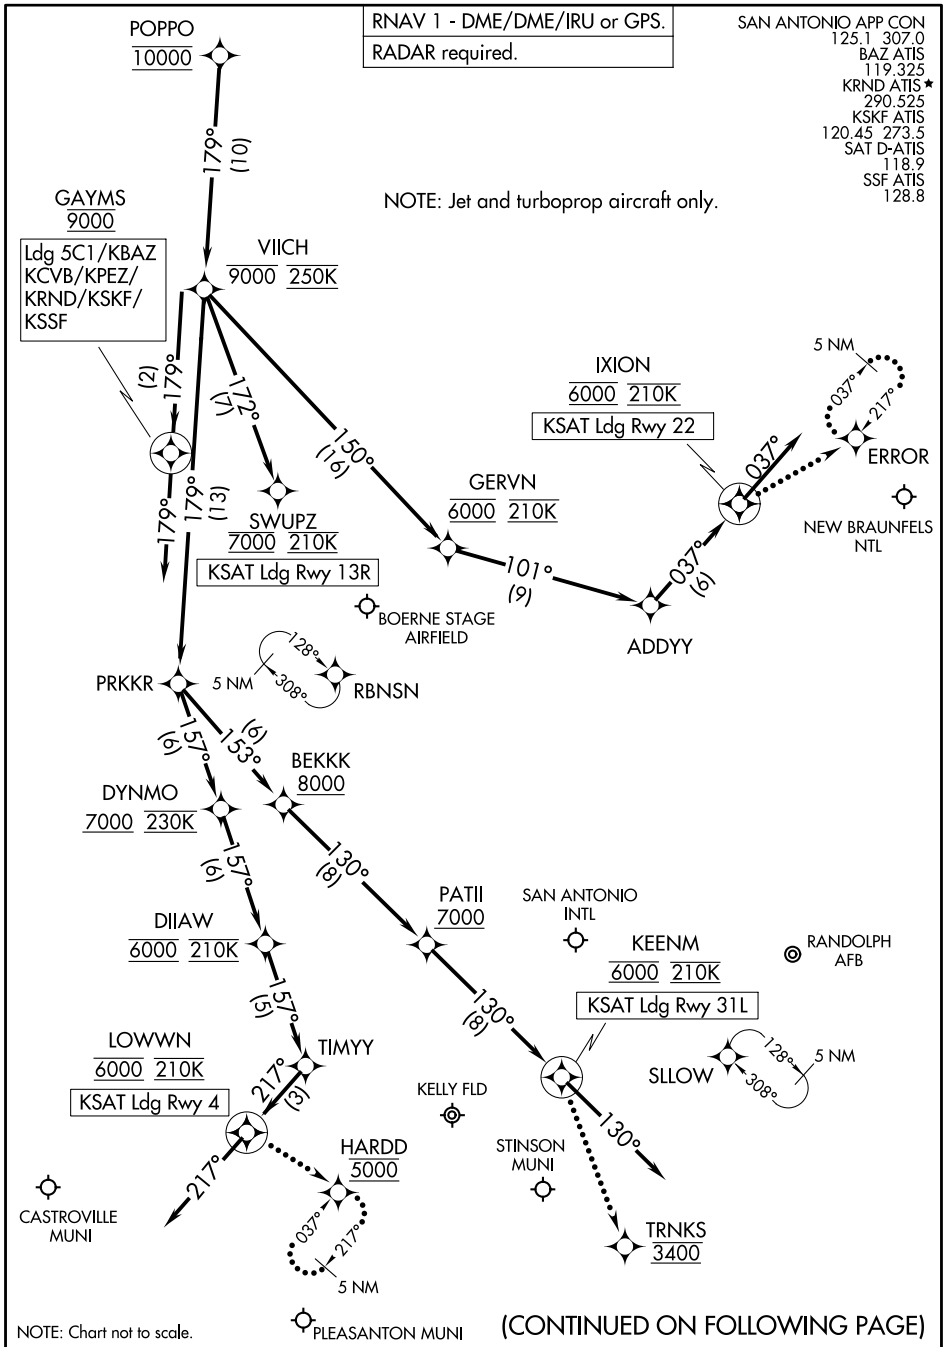 RNAV 1 - DME/DME/IRU or GPS.
RADAR required.
SAN ANTONIO APP CON
125.1 307.0
BAZ ATIS
119.325
KRND ATIS★
290.525
KSKF ATIS
120.45 273.5
SAT D-ATIS
118.9
SSF ATIS
128.8
POPPO
10000
179°
(10)
NOTE: Jet and turboprop aircraft only.
GAYMS
9000
Ldg 5C1/KBAZ
KCVB/KPEZ/
KRND/KSKF/
KSSF
VIICH
9000 250K
(2)
179°
179°
179°
(13)
172°
(7)
SWUPZ
7000 210K
KSAT Ldg Rwy 13R
150°
(16)
GERVN
6000 210K
101°
(9)
ADDYY
037°
(6)
IXION
6000 210K
KSAT Ldg Rwy 22
037°
5 NM
037°
217°
ERROR
NEW BRAUNFELS
NTL
BOERNE STAGE
AIRFIELD
PRKKR
5 NM
128°
308°
RBNSN
157°
(6)
(6)
153°
BEKKK
8000
DYNMO
7000 230K
157°
(6)
130°
(8)
DIIAW
6000 210K
PATII
7000
SAN ANTONIO
INTL
RANDOLPH
AFB
157°
(5)
130°
(8)
KEENM
6000 210K
KSAT Ldg Rwy 31L
LOWWN
6000 210K
KSAT Ldg Rwy 4
TIMYY
217°
(3)
SLLOW
128°
308°
5 NM
KELLY FLD
130°
STINSON
MUNI
217°
HARDD
5000
037°
217°
5 NM
CASTROVILLE
MUNI
TRNKS
3400
PLEASANTON MUNI
NOTE: Chart not to scale.
(CONTINUED ON FOLLOWING PAGE)